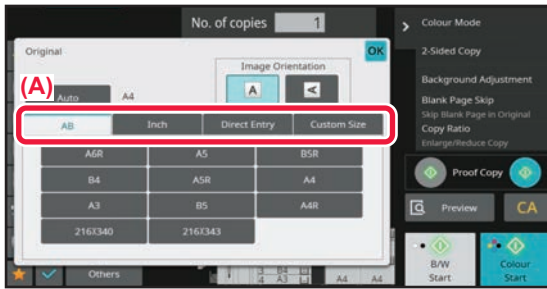 No. of copies 1
Original
OK
Image Orientation
A A
(A)
Auto A4
AB Inch Direct Entry Custom Size
A6R A5 B5R
B4 A5R A4
A3 B5 A4R
216X340 216X343
Others
B4
A3
A4 A4
Colour Mode
2-Sided Copy
Background Adjustment
Blank Page Skip
Skip Blank Page in Original
Copy Ratio
Enlarge/Reduce Copy
Proof Copy
Preview CA
B/W
Start
Colour
Start